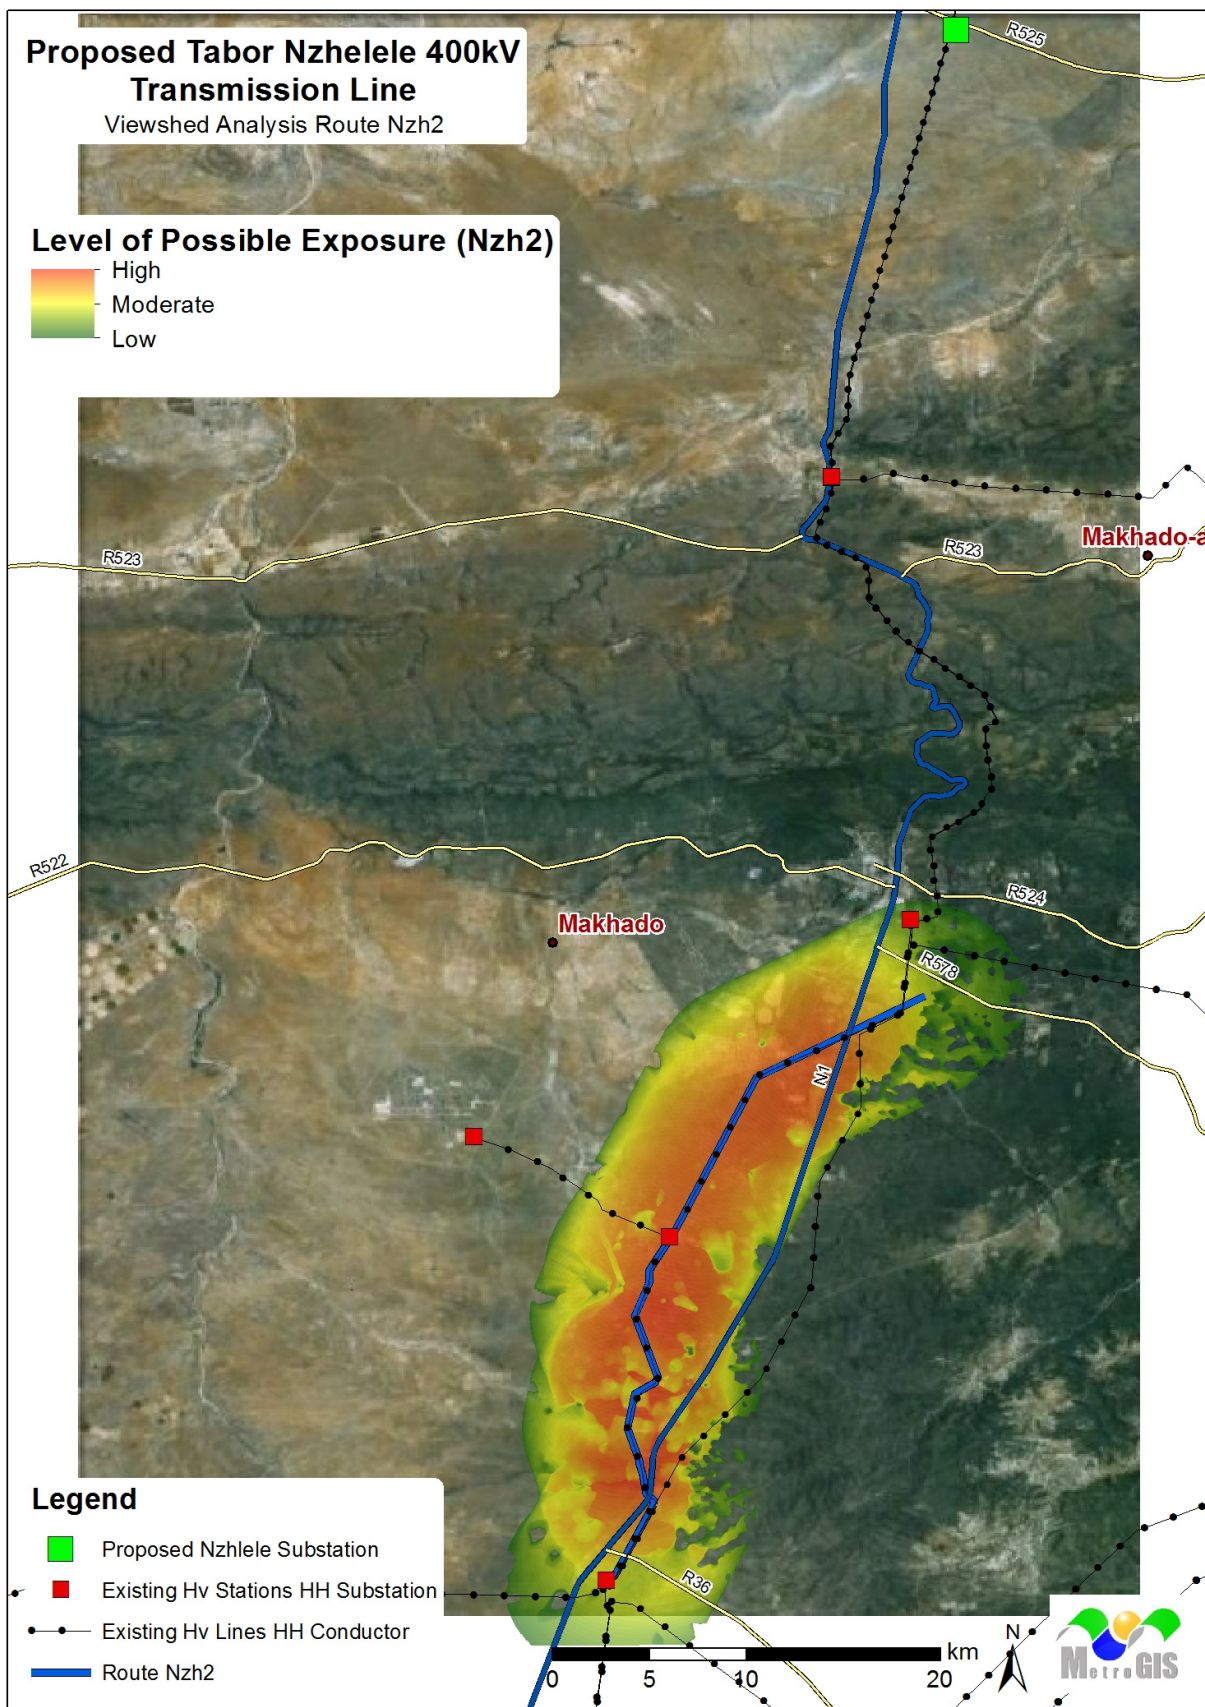 Proposed Tabor Nzhelele 400kV
Transmission Line
Viewshed Analysis Route Nzh2
R525
Level of Possible Exposure (Nzh2)
High
Moderate
Low
R523
R523
Makhado-a
R522
R524
Makhado
R578
N1
R36
Legend
Proposed Nzhlele Substation
Existing Hv Stations HH Substation
Existing Hv Lines HH Conductor
Route Nzh2
0 5 10 20 km
N
MetroGIS